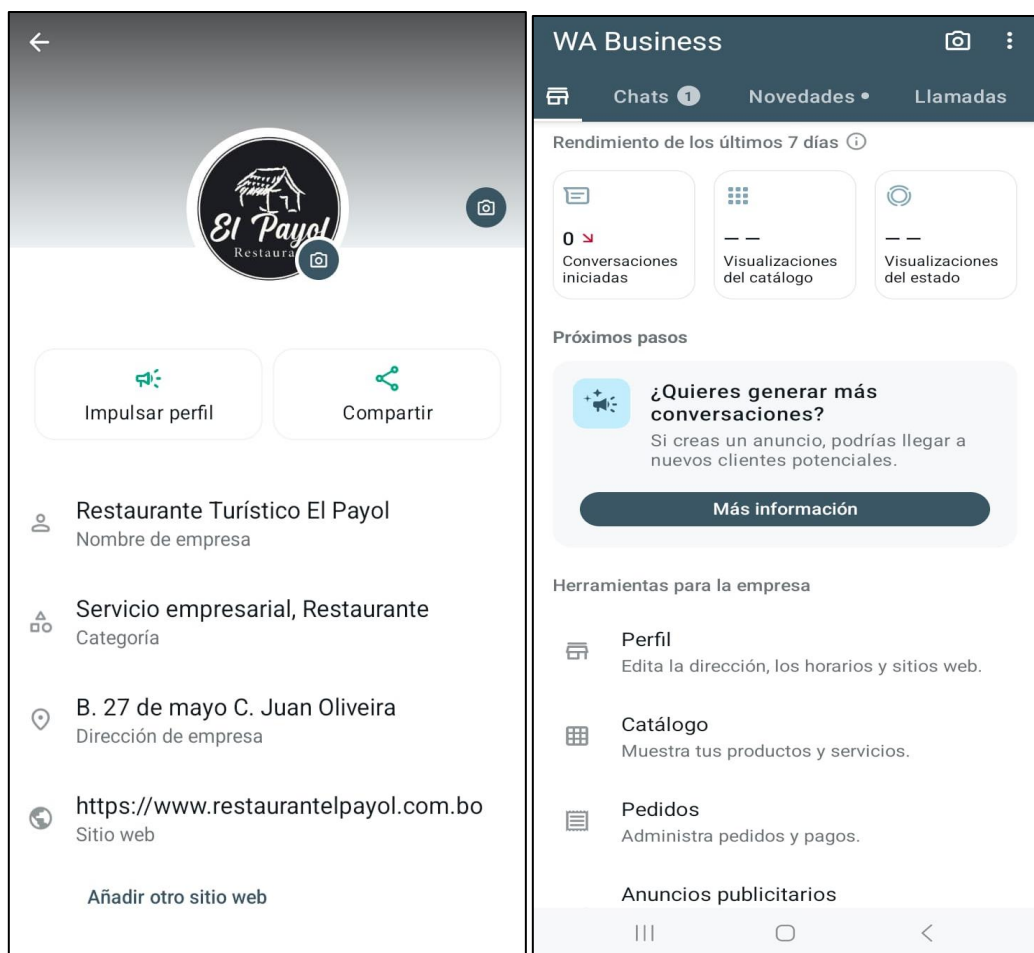 El Payol
Restaura
Impulsar perfil
Compartir
Restaurante Turístico El Payol
Nombre de empresa
Servicio empresarial, Restaurante
Categoría
B. 27 de mayo C. Juan Oliveira
Dirección de empresa
https://www.restaurantelpayol.com.bo
Sitio web
Añadir otro sitio web
WA Business
Chats 1
Novedades
Llamadas
Rendimiento de los últimos 7 días
0
Conversaciones
iniciadas
– –
Visualizaciones
del catálogo
– –
Visualizaciones
del estado
Próximos pasos
¿Quieres generar más
conversaciones?
Si creas un anuncio, podrías llegar a
nuevos clientes potenciales.
Más información
Herramientas para la empresa
Perfil
Edita la dirección, los horarios y sitios web.
Catálogo
Muestra tus productos y servicios.
Pedidos
Administra pedidos y pagos.
Anuncios publicitarios